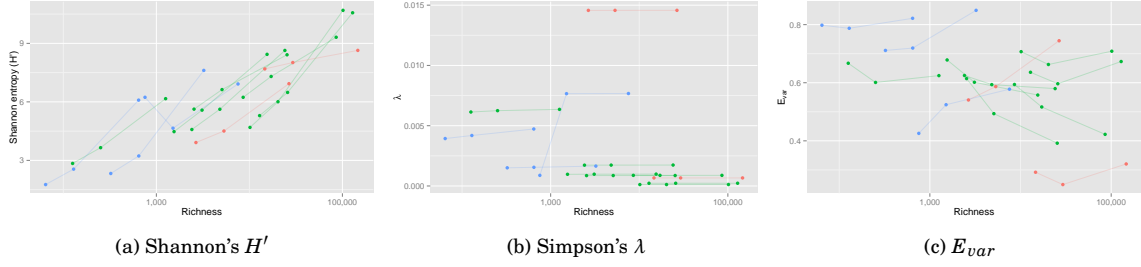 Shannon entropy (H')
9
6
3
1,000
100,000
Richness
(a) Shannon's H′
λ
0.015
0.010
0.005
0.000
1,000
100,000
Richness
(b) Simpson's λ
E_var
0.8
0.6
0.4
1,000
100,000
Richness
(c) E_var